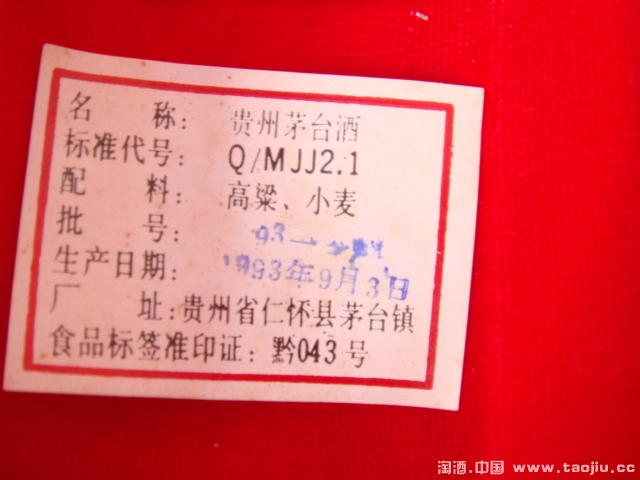 名 称: 贵州茅台酒
标准代号: Q/MJJ2.1
配 料: 高粱、小麦
批 号: 93—
生产日期: 1993年9月3日
厂 址: 贵州省仁怀县茅台镇
食品标签准印证: 黔043号
淘酒.中国 www.taojiu.cc